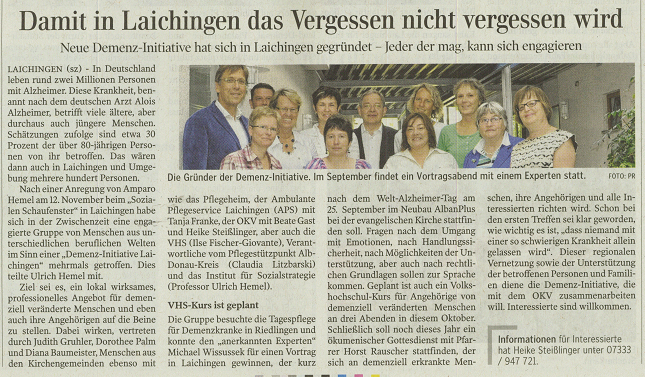 Damit in Laichingen das Vergessen nicht vergessen wird
Neue Demenz-Initiative hat sich in Laichingen gegründet – Jeder der mag, kann sich engagieren
LAICHINGEN (sz) - In Deutschland
leben rund zwei Millionen Personen
mit Alzheimer. Diese Krankheit, be-
nannt nach dem deutschen Arzt Alois
Alzheimer, betrifft viele ältere, aber
durchaus auch jüngere Menschen.
Schätzungen zufolge sind etwa 30
Prozent der über 80-jährigen Perso-
nen von ihr betroffen. Das wären
dann auch in Laichingen und Umge-
bung mehrere hundert Personen.
Nach einer Anregung von Amparo
Hemel am 12. November beim „Sozia-
len Schaufenster“ in Laichingen habe
sich in der Zwischenzeit eine enga-
gierte Gruppe von Menschen aus un-
terschiedlichen beruflichen Welten
im Sinn einer „Demenz-Initiative Lai-
chingen“ mehrmals getroffen. Dies
teilte Ulrich Hemel mit.
Ziel sei es, ein lokal wirksames,
professionelles Angebot für demen-
ziell veränderte Menschen und eben
auch ihre Angehörigen auf die Beine
zu stellen. Dabei wirken, vertreten
durch Judith Gruhler, Dorothee Palm
und Diana Baumeister, Menschen aus
den Kirchengemeinden ebenso mit
Die Gründer der Demenz-Initiative. Im September findet ein Vortragsabend mit einem Experten statt.
FOTO: PR
wie das Pflegeheim, der Ambulante
Pflegeservice Laichingen (APS) mit
Tanja Franke, der OKV mit Beate Gast
und Heike Steißlinger, aber auch die
VHS (Ilse Fischer-Giovante), Verant-
wortliche vom Pflegestützpunkt Alb-
Donau-Kreis (Claudia Litzbarski)
und das Institut für Sozialstrategie
(Professor Ulrich Hemel).
VHS-Kurs ist geplant
Die Gruppe besuchte die Tagespflege
für Demenzkranke in Riedlingen und
konnte den „anerkannten Experten“
Michael Wissussek für einen Vortrag
in Laichingen gewinnen, der kurz
nach dem Welt-Alzheimer-Tag am
25. September im Neubau AlbanPlus
bei der evangelischen Kirche stattfin-
den soll. Fragen nach dem Umgang
mit Emotionen, nach Handlungssi-
cherheit, nach Möglichkeiten der Un-
terstützung, aber auch nach rechtli-
chen Grundlagen sollen zur Sprache
kommen. Geplant ist auch ein Volks-
hochschul-Kurs für Angehörige von
demenziell veränderten Menschen
an drei Abenden in diesem Oktober.
Schließlich soll noch dieses Jahr ein
ökumenischer Gottesdienst mit Pfar-
rer Horst Rauscher stattfinden, der
sich an demenziell erkrankte Men-
schen, ihre Angehörigen und alle In-
teressierten richten wird. Schon bei
den ersten Treffen sei klar geworden,
wie wichtig es ist, „dass niemand mit
einer so schwierigen Krankheit allein
gelassen wird“. Dieser regionalen
Vernetzung sowie der Unterstützung
der betroffenen Personen und Fami-
lien diene die Demenz-Initiative, die
mit dem OKV zusammenarbeiten
will. Interessierte sind willkommen.
Informationen für Interessierte
hat Heike Steißlinger unter 07333
/ 947 721.